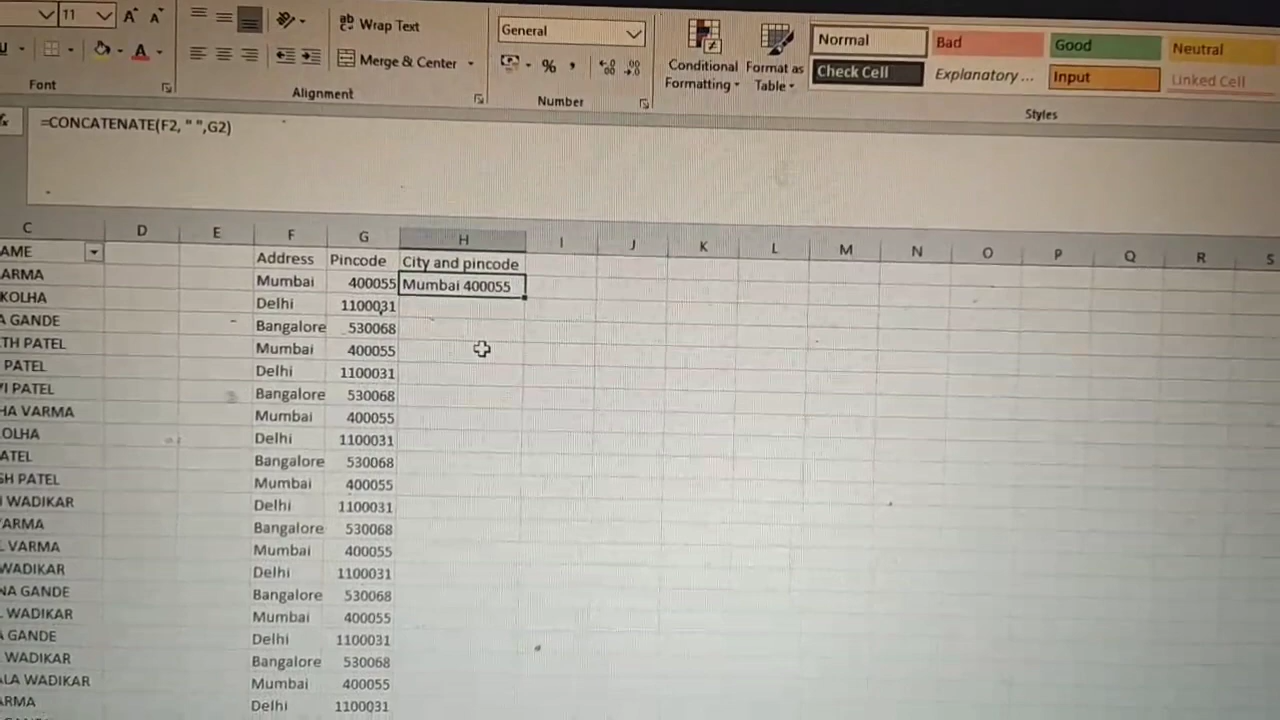 11 A A ab Wrap Text General Normal Bad Good Neutral
A Merge & Center % , Conditional Formatting Format as Table Check Cell Explanatory ... Input Linked Cell
Font Alignment Number Styles
=CONCATENATE(F2, " ",G2)
C D E F G H I J K L M N O P Q R S
AME Address Pincode City and pincode
ARMA Mumbai 400055 Mumbai 400055
KOLHA Delhi 1100031
A GANDE Bangalore 530068
TH PATEL Mumbai 400055
PATEL Delhi 1100031
VI PATEL Bangalore 530068
HA VARMA Mumbai 400055
OLHA Delhi 1100031
ATEL Bangalore 530068
SH PATEL Mumbai 400055
I WADIKAR Delhi 1100031
ARMA Bangalore 530068
L VARMA Mumbai 400055
WADIKAR Delhi 1100031
NA GANDE Bangalore 530068
L WADIKAR Mumbai 400055
A GANDE Delhi 1100031
WADIKAR Bangalore 530068
ALA WADIKAR Mumbai 400055
ARMA Delhi 1100031